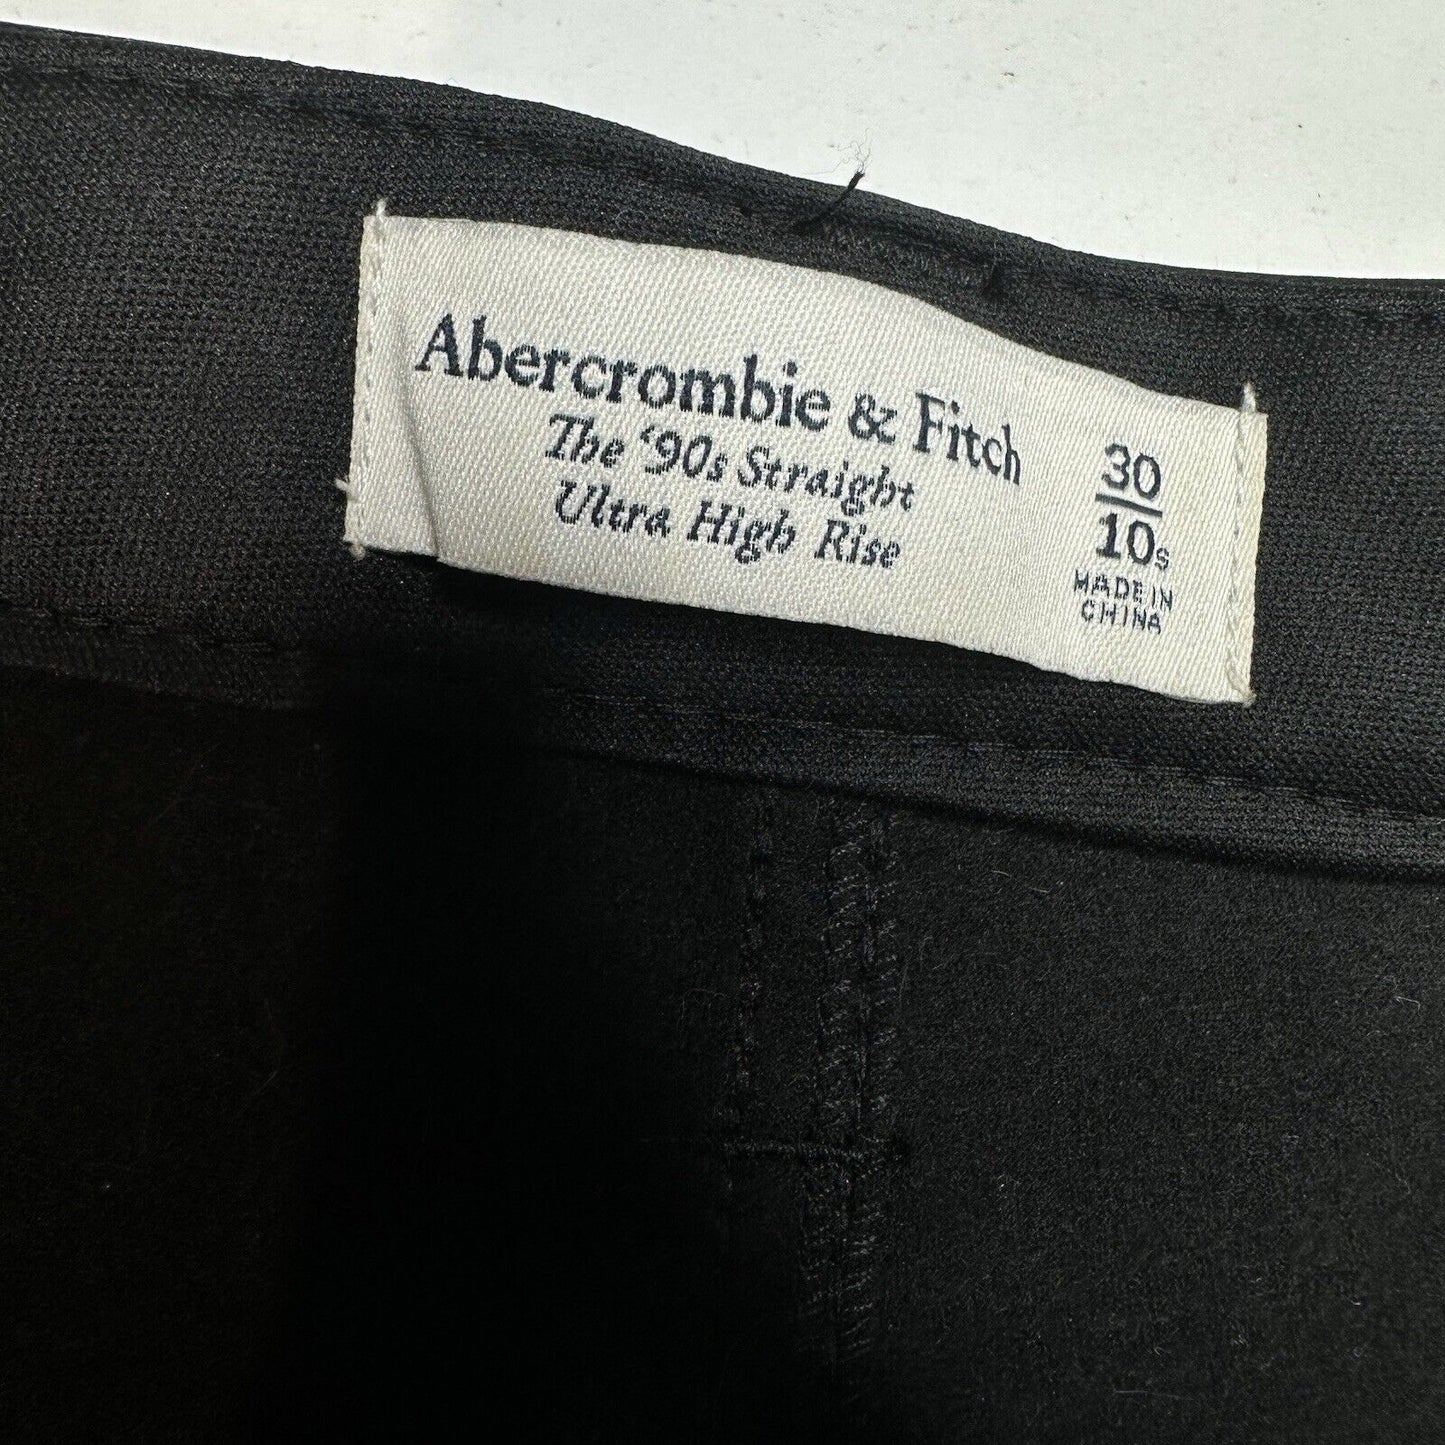 Abercrombie & Fitch
The '90s Straight
Ultra High Rise
30
10s
MADE IN
CHINA